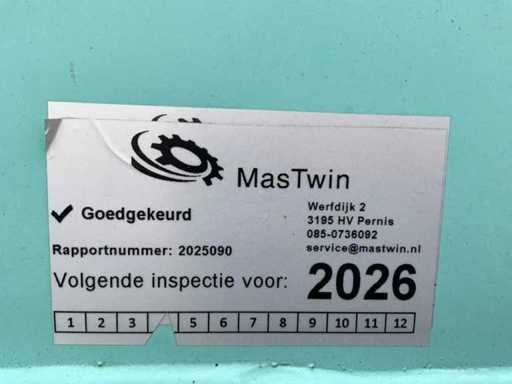 MasTwin
Goedgekeurd
Werfdijk 2
3195 HV Pernis
085-0736092
service@mastwin.nl
Rapportnummer: 2025090
Volgende inspectie voor: 2026
1 2 3 5 6 7 8 9 10 11 12